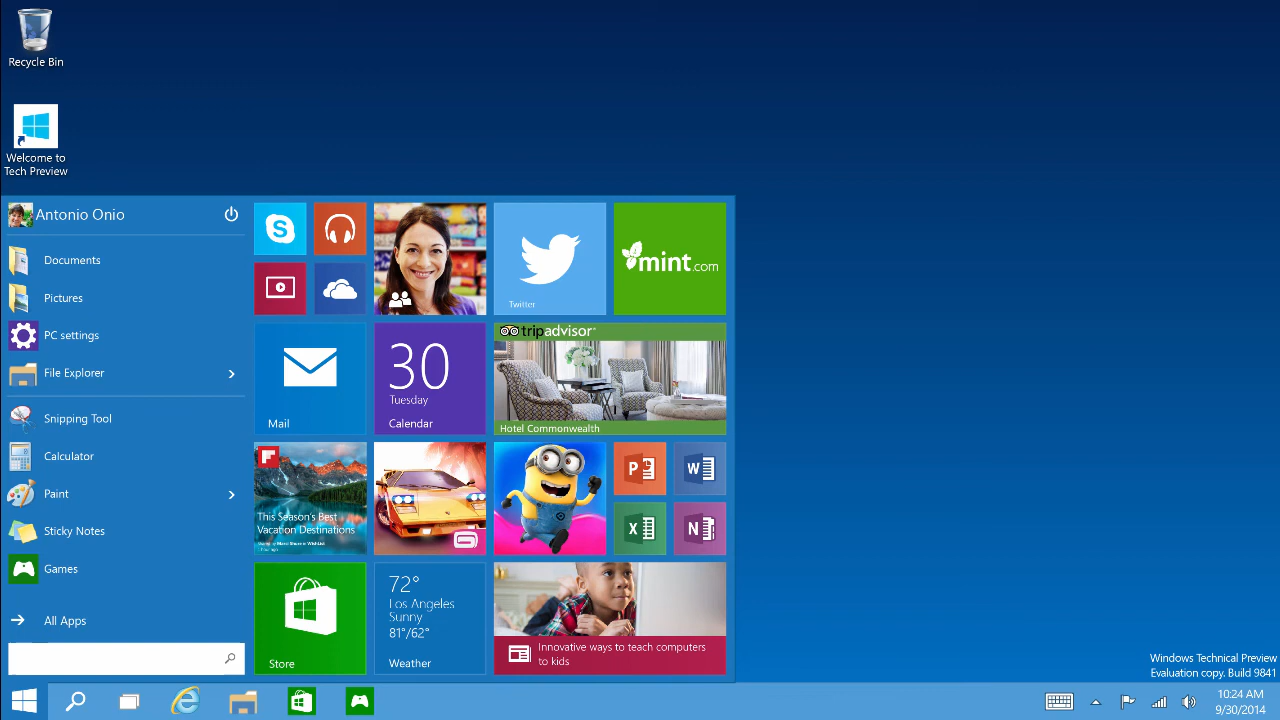 Recycle Bin
Welcome to
Tech Preview
Antonio Onio
Documents
Pictures
PC settings
File Explorer
Snipping Tool
Calculator
Paint
Sticky Notes
Games
All Apps
S
Twitter
mint.com
Mail
30
Tuesday
Calendar
tripadvisor
Hotel Commonwealth
This Season's Best
Vacation Destinations
P
W
X
N
Store
72°
Los Angeles
Sunny
81°/62°
Weather
Innovative ways to teach computers
to kids
Windows Technical Preview
Evaluation copy. Build 9841
10:24 AM
9/30/2014